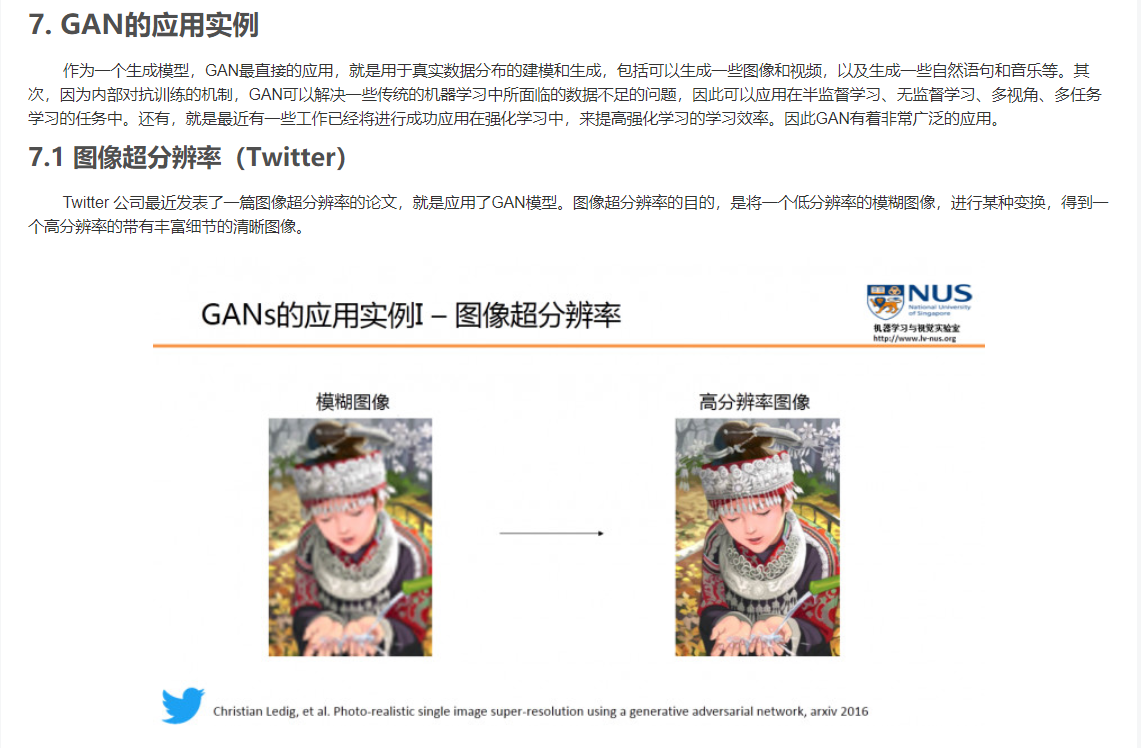 7. GAN的应用实例
作为一个生成模型，GAN最直接的应用，就是用于真实数据分布的建模和生成，包括可以生成一些图像和视频，以及生成一些自然语句和音乐等。其
次，因为内部对抗训练的机制，GAN可以解决一些传统的机器学习中所面临的数据不足的问题，因此可以应用在半监督学习、无监督学习、多视角、多任务
学习的任务中。还有，就是最近有一些工作已经将进行成功应用在强化学习中，来提高强化学习的学习效率。因此GAN有着非常广泛的应用。
7.1 图像超分辨率（Twitter）
Twitter 公司最近发表了一篇图像超分辨率的论文，就是应用了GAN模型。图像超分辨率的目的，是将一个低分辨率的模糊图像，进行某种变换，得到一
个高分辨率的带有丰富细节的清晰图像。
GANs的应用实例I – 图像超分辨率
NUS
National University
of Singapore
机器学习与视觉实验室
http://www.lv-nus.org
模糊图像
高分辨率图像
Christian Ledig, et al. Photo-realistic single image super-resolution using a generative adversarial network, arxiv 2016